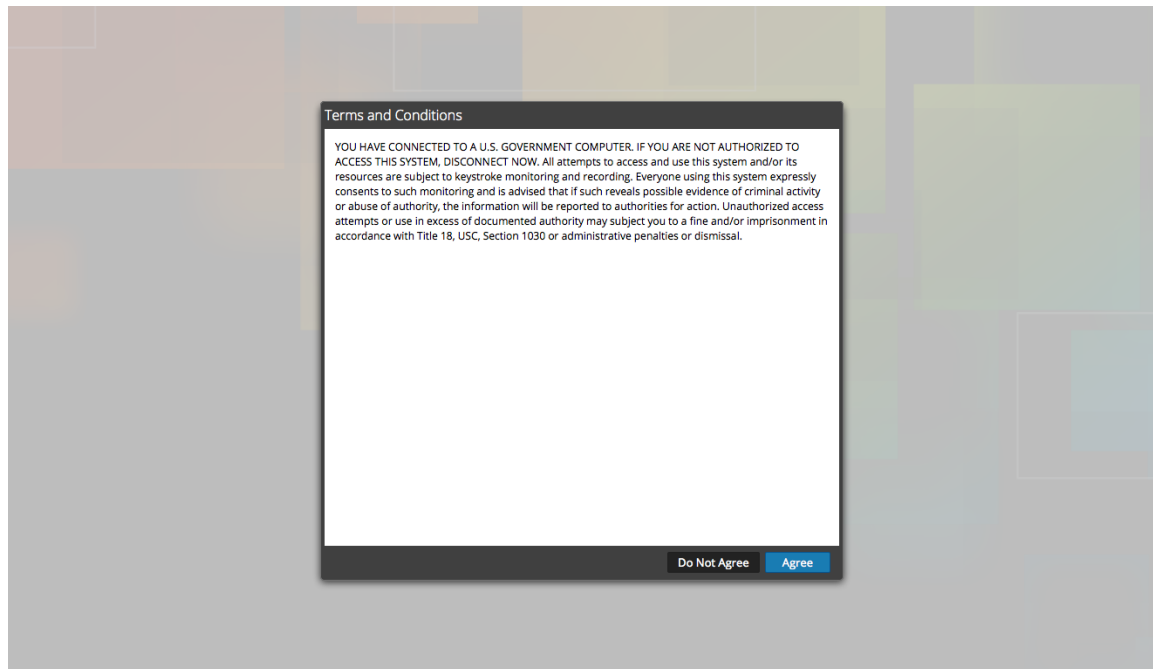 Terms and Conditions
YOU HAVE CONNECTED TO A U.S. GOVERNMENT COMPUTER. IF YOU ARE NOT AUTHORIZED TO
ACCESS THIS SYSTEM, DISCONNECT NOW. All attempts to access and use this system and/or its
resources are subject to keystroke monitoring and recording. Everyone using this system expressly
consents to such monitoring and is advised that if such reveals possible evidence of criminal activity
or abuse of authority, the information will be reported to authorities for action. Unauthorized access
attempts or use in excess of documented authority may subject you to a fine and/or imprisonment in
accordance with Title 18, USC, Section 1030 or administrative penalties or dismissal.
Do Not Agree Agree